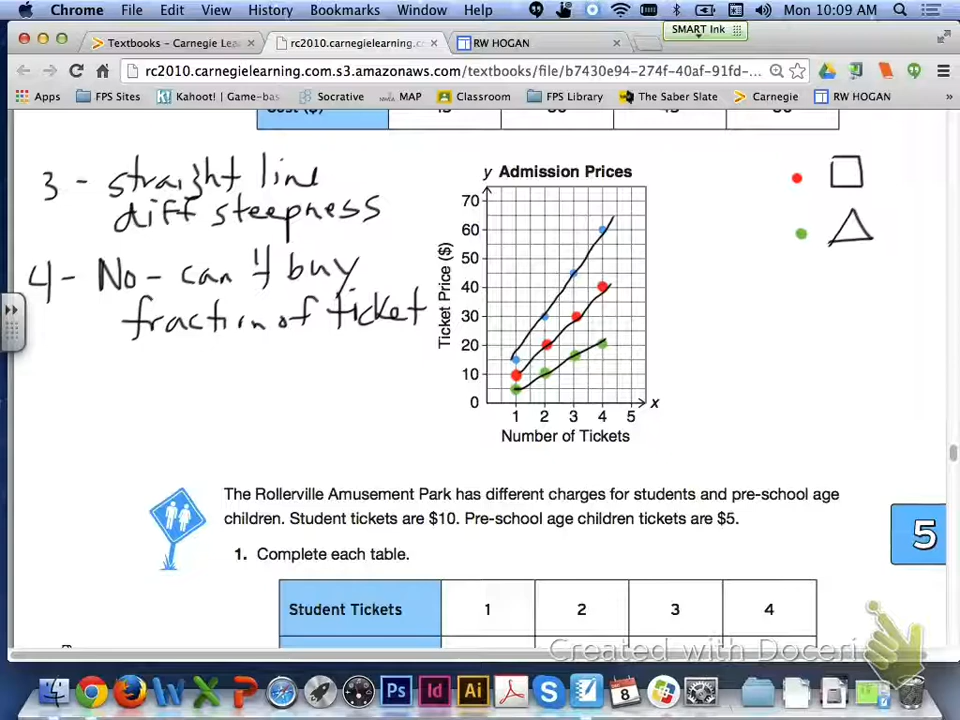 Chrome File Edit View History Bookmarks Window Help Mon 10:09 AM
SMART Ink
Textbooks – Carnegie Lea rc2010.carnegielearning.c RW HOGAN
rc2010.carnegielearning.com.s3.amazonaws.com/textbooks/file/b7430e94-274f-40af-91fd-...
Apps FPS Sites Kahoot! | Game-bas Socrative MAP Classroom FPS Library The Saber Slate Carnegie RW HOGAN »
Cost ($)
3 - straight line
diff steepness
4 - No - can't buy
fraction of ticket
y Admission Prices
Ticket Price ($)
70
60
50
40
30
20
10
0
1 2 3 4 5 x
Number of Tickets
The Rollerville Amusement Park has different charges for students and pre-school age
children. Student tickets are $10. Pre-school age children tickets are $5.
5
1. Complete each table.
Student Tickets 1 2 3 4
Created with Doceri
Ps Id Ai S 8